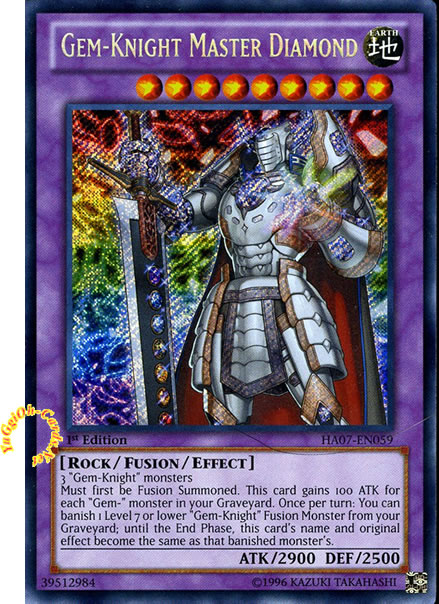 GEM-KNIGHT MASTER DIAMOND
EARTH
地
1st Edition
HA07-EN059
[ROCK/FUSION/EFFECT]
3 "Gem-Knight" monsters
Must first be Fusion Summoned. This card gains 100 ATK for
each "Gem-" monster in your Graveyard. Once per turn: You can
banish 1 Level 7 or lower "Gem-Knight" Fusion Monster from your
Graveyard; until the End Phase, this card's name and original
effect become the same as that banished monster's.
ATK/2900 DEF/2500
39512984
©1996 KAZUKI TAKAHASHI
YuGgiOh-Cards.Net